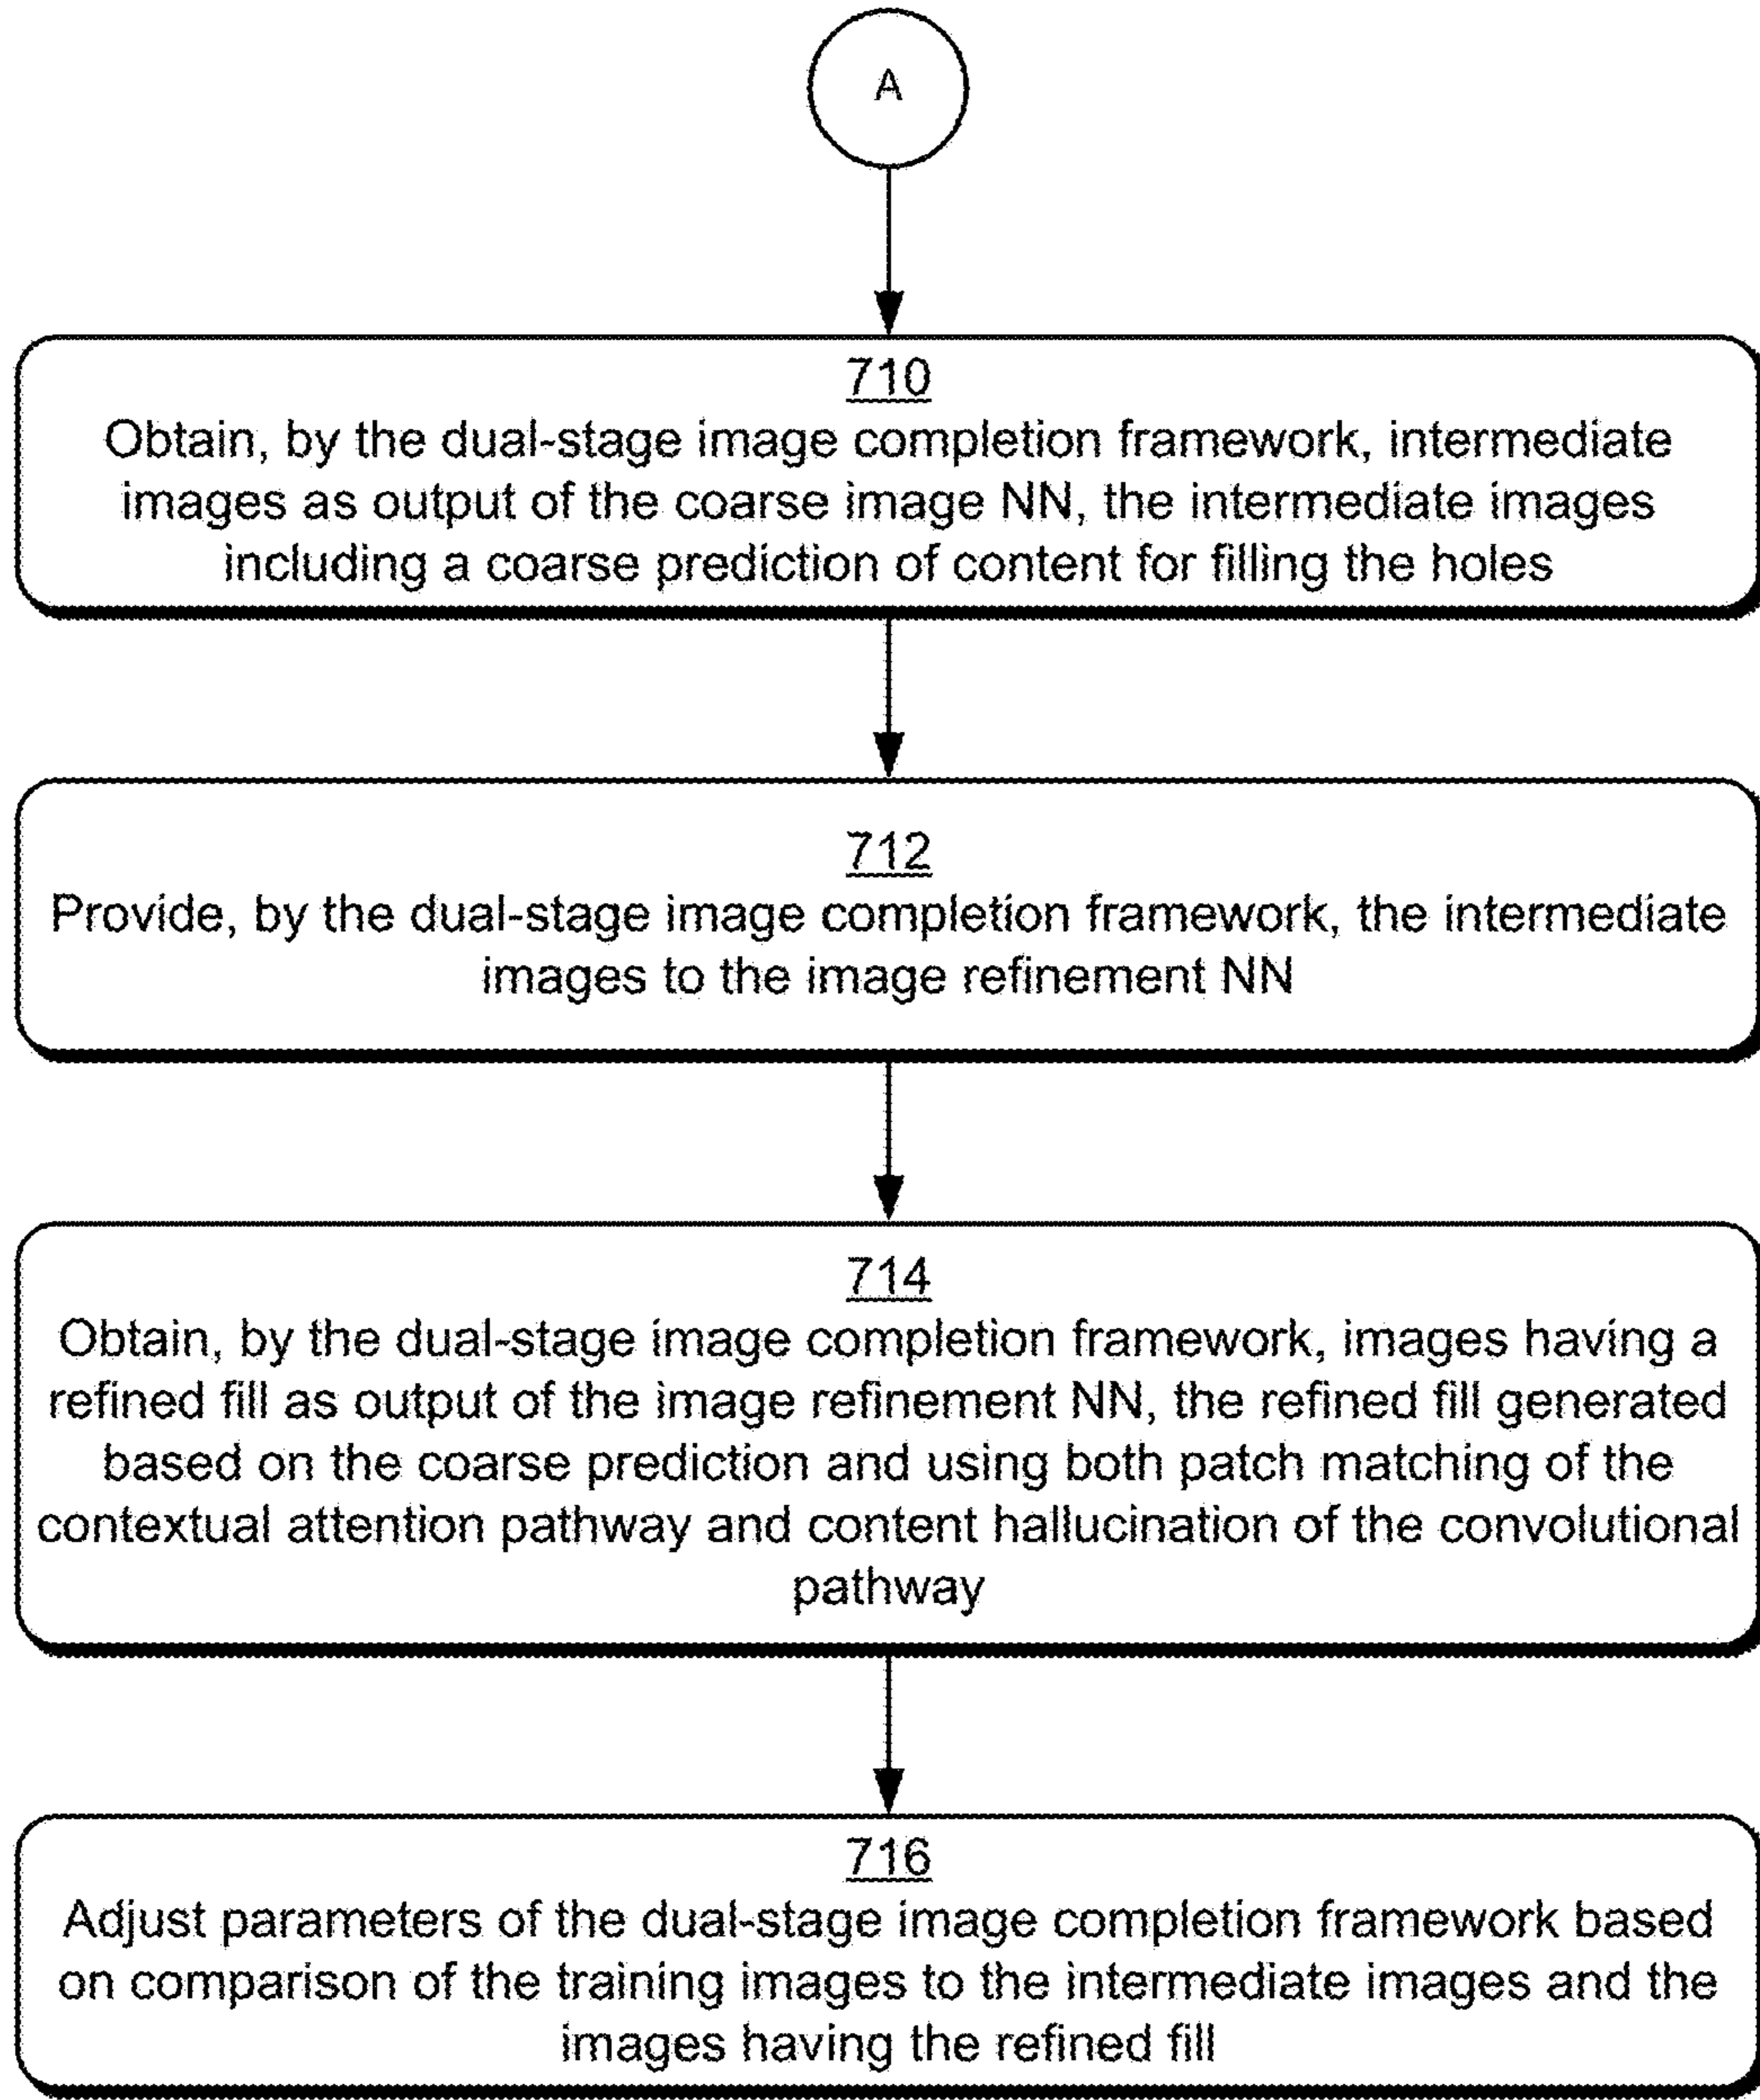 A
710
Obtain, by the dual-stage image completion framework, intermediate
images as output of the coarse image NN, the intermediate images
including a coarse prediction of content for filling the holes
712
Provide, by the dual-stage image completion framework, the intermediate
images to the image refinement NN
714
Obtain, by the dual-stage image completion framework, images having a
refined fill as output of the image refinement NN, the refined fill generated
based on the coarse prediction and using both patch matching of the
contextual attention pathway and content hallucination of the convolutional
pathway
716
Adjust parameters of the dual-stage image completion framework based
on comparison of the training images to the intermediate images and the
images having the refined fill